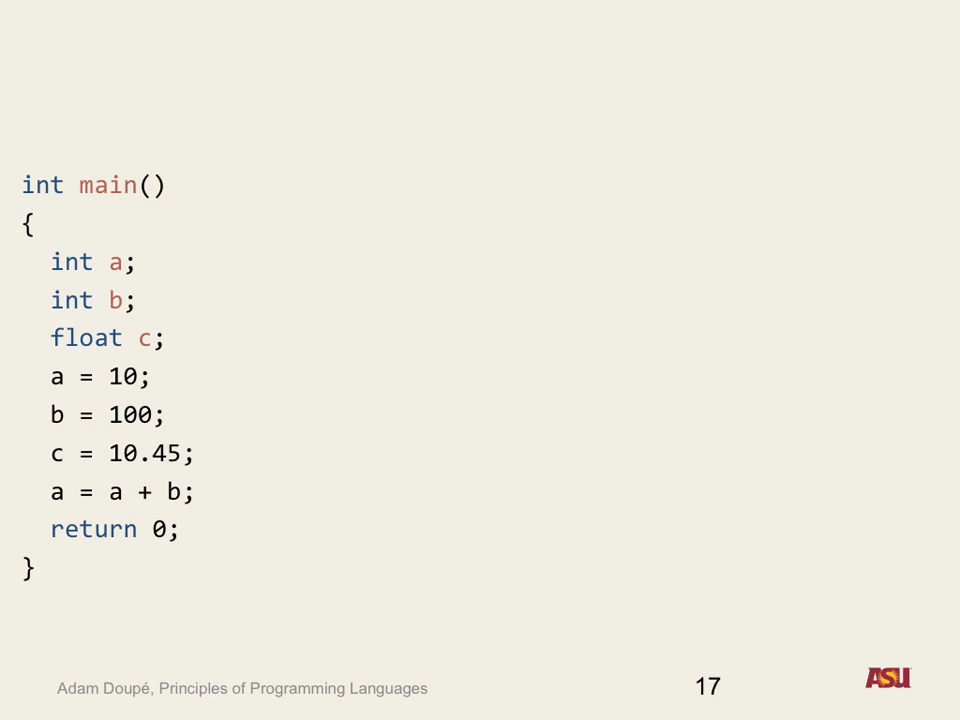 int main()
{
  int a;
  int b;
  float c;
  a = 10;
  b = 100;
  c = 10.45;
  a = a + b;
  return 0;
}
Adam Doupé, Principles of Programming Languages
17
ASU